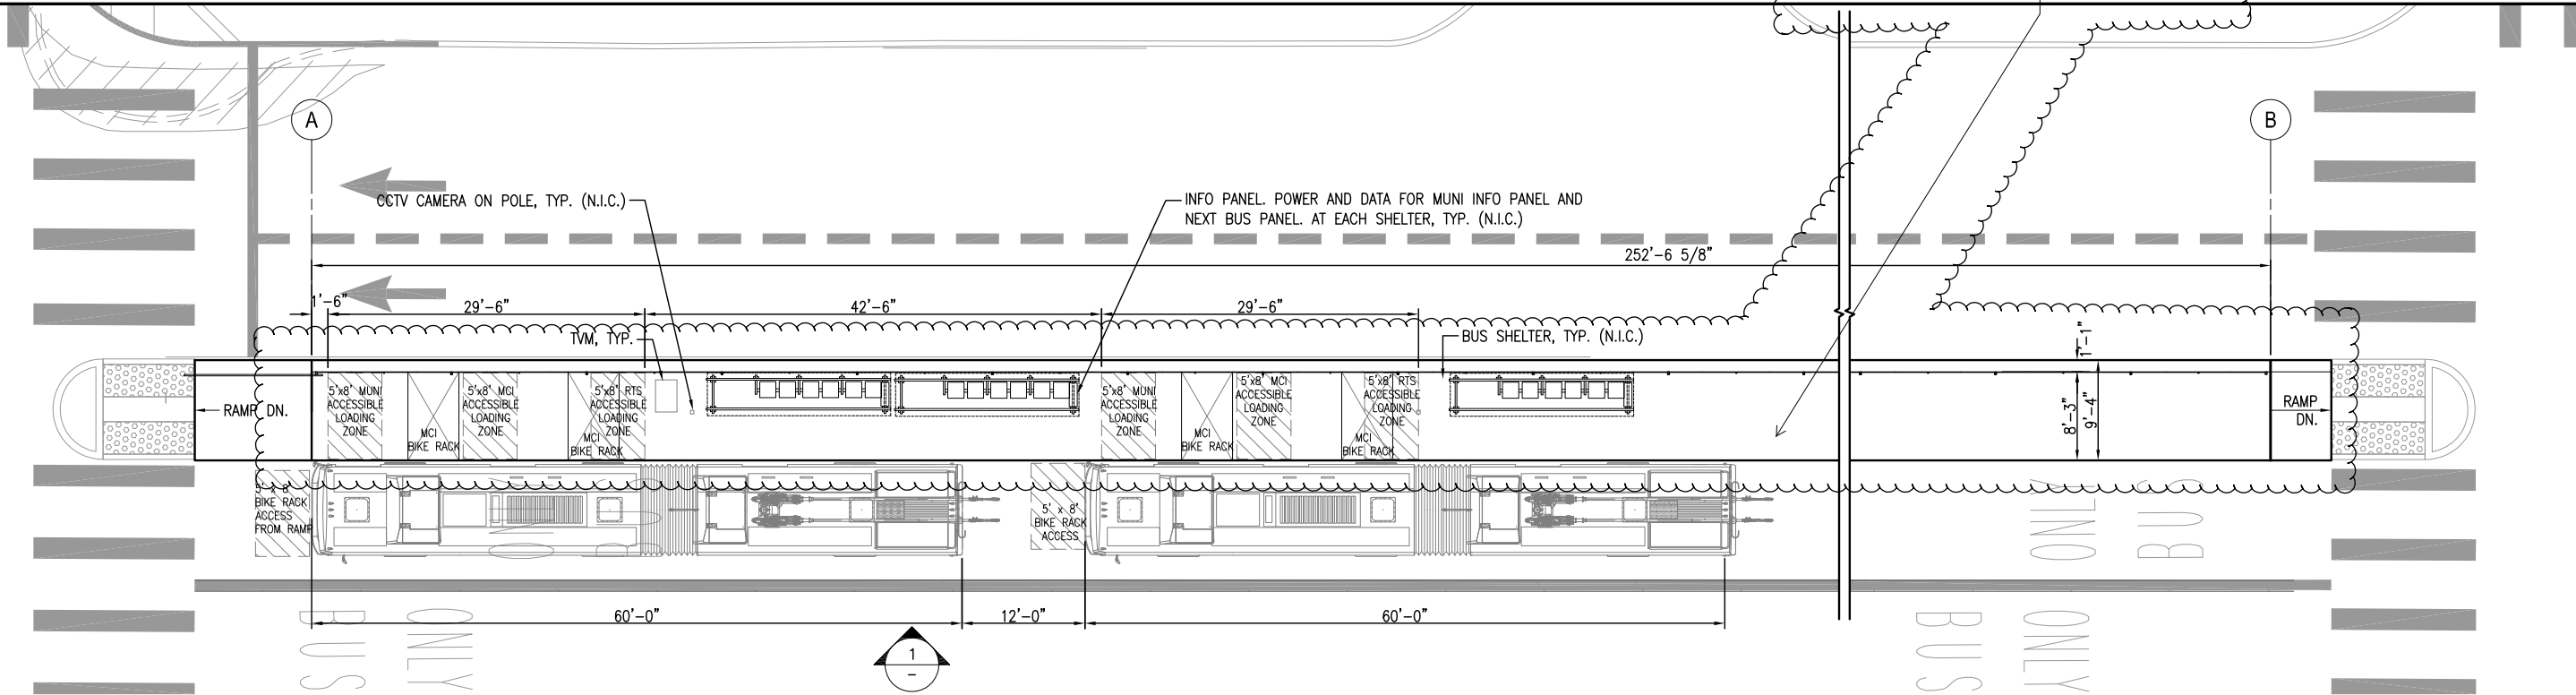 A
B
CCTV CAMERA ON POLE, TYP. (N.I.C.)
INFO PANEL. POWER AND DATA FOR MUNI INFO PANEL AND
NEXT BUS PANEL. AT EACH SHELTER, TYP. (N.I.C.)
252'-6 5/8"
1'-6"
29'-6"
42'-6"
29'-6"
TVM, TYP.
BUS SHELTER, TYP. (N.I.C.)
1'-1"
RAMP DN.
5'x8' MUNI
ACCESSIBLE
LOADING
ZONE
MCI
BIKE RACK
5'x8' MCI
ACCESSIBLE
LOADING
ZONE
MCI
BIKE RACK
5'x8' RTS
ACCESSIBLE
LOADING
ZONE
5'x8' MUNI
ACCESSIBLE
LOADING
ZONE
MCI
BIKE RACK
5'x8' MCI
ACCESSIBLE
LOADING
ZONE
MCI
BIKE RACK
5'x8' RTS
ACCESSIBLE
LOADING
ZONE
8'-3"
9'-4"
RAMP
DN.
5' x 8'
BIKE RACK
ACCESS
FROM RAMP
5' x 8'
BIKE RACK
ACCESS
ONLY
BUS
ONLY
BUS
60'-0"
12'-0"
60'-0"
BUS
ONLY
1
-
BUS
ONLY